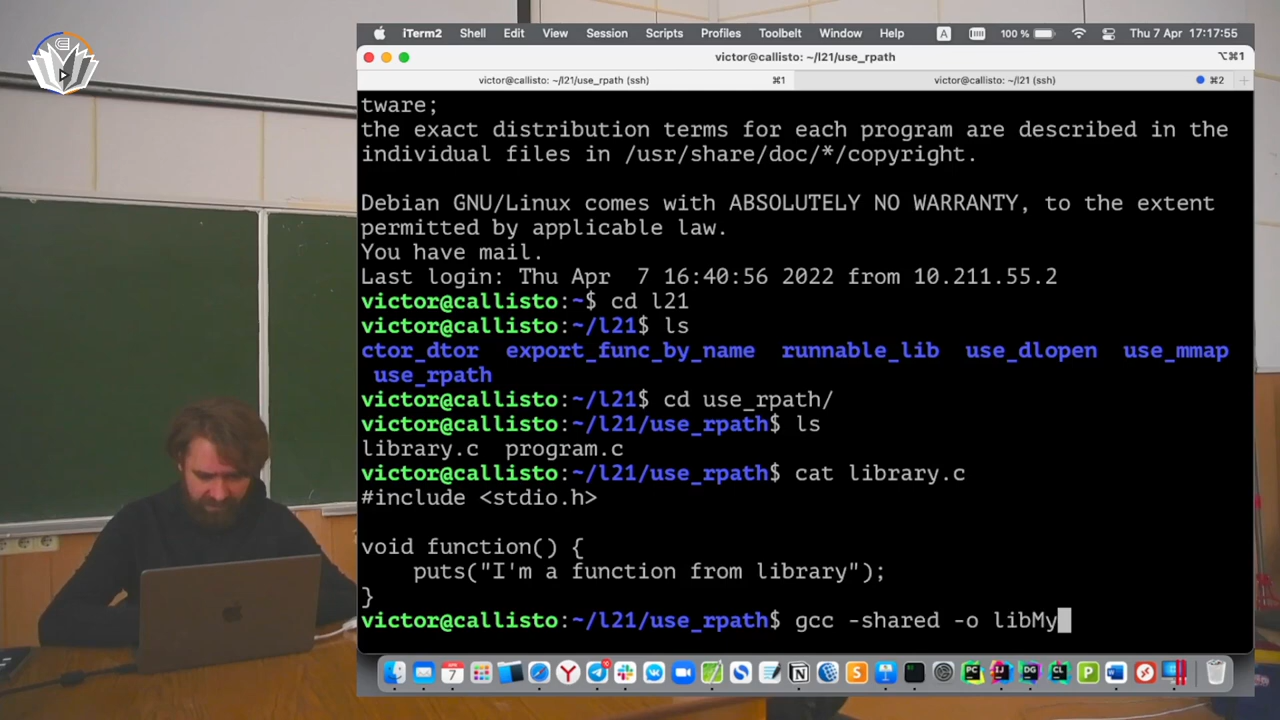 iTerm2 Shell Edit View Session Scripts Profiles Toolbelt Window Help A 100 % Thu 7 Apr 17:17:55
victor@callisto: ~/l21/use_rpath ⌥⌘1
victor@callisto: ~/l21/use_rpath (ssh) ⌘1 victor@callisto: ~/l21 (ssh) ⌘2 +
tware;
the exact distribution terms for each program are described in the
individual files in /usr/share/doc/*/copyright.
Debian GNU/Linux comes with ABSOLUTELY NO WARRANTY, to the extent
permitted by applicable law.
You have mail.
Last login: Thu Apr  7 16:40:56 2022 from 10.211.55.2
victor@callisto:~$ cd l21
victor@callisto:~/l21$ ls
ctor_dtor  export_func_by_name  runnable_lib  use_dlopen  use_mmap
use_rpath
victor@callisto:~/l21$ cd use_rpath/
victor@callisto:~/l21/use_rpath$ ls
library.c  program.c
victor@callisto:~/l21/use_rpath$ cat library.c
#include <stdio.h>
void function() {
    puts("I'm a function from library");
}
victor@callisto:~/l21/use_rpath$ gcc -shared -o libMy